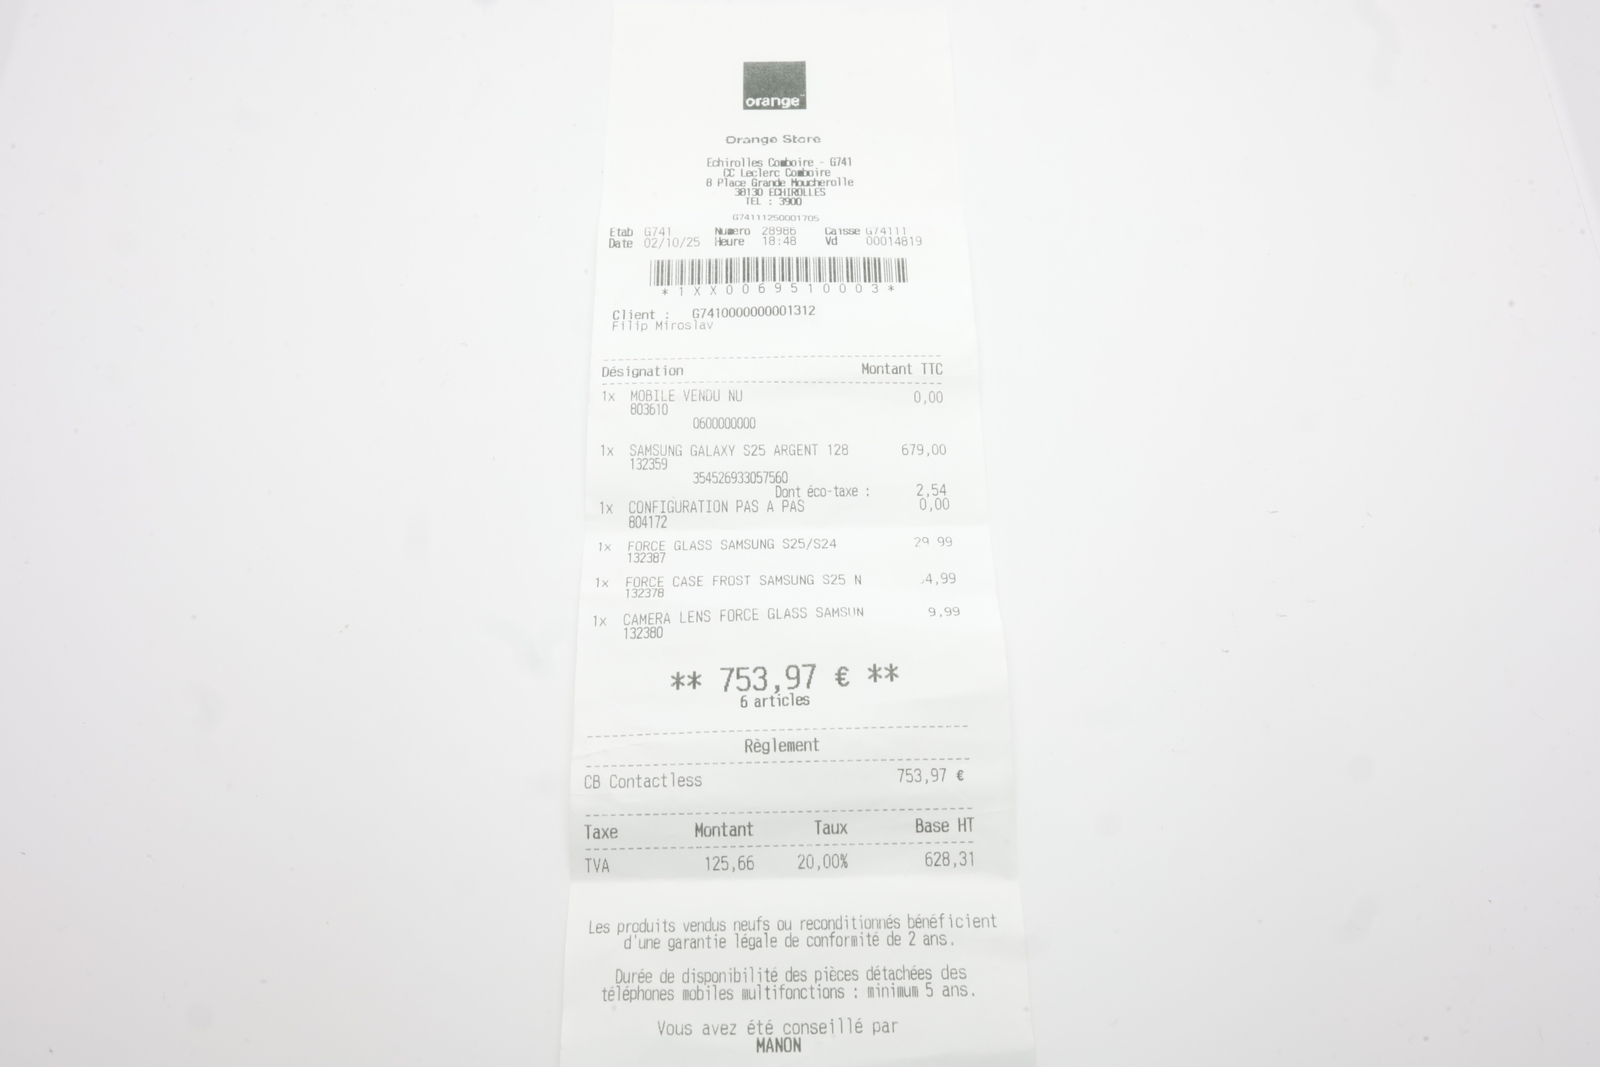 orange™
Orange Store
Echirolles Comboire - G741
CC Leclerc Comboire
8 Place Grande Moucherolle
38130 ECHIROLLES
TEL : 3900
G74111250001705
Etab G741 Numero 28986 Caisse G74111
Date 02/10/25 Heure 18:48 Vd 00014819
*1XX0069510003*
Client : G7410000000001312
Filip Miroslav
Désignation Montant TTC
1x MOBILE VENDU NU 0,00
803610
0600000000
1x SAMSUNG GALAXY S25 ARGENT 128 679,00
132359
354526933057560
Dont éco-taxe : 2,54
1x CONFIGURATION PAS A PAS 0,00
804172
1x FORCE GLASS SAMSUNG S25/S24 29 99
132387
1x FORCE CASE FROST SAMSUNG S25 N 4,99
132378
1x CAMERA LENS FORCE GLASS SAMSUN 9,99
132380
** 753,97 € **
6 articles
Règlement
CB Contactless 753,97 €
Taxe Montant Taux Base HT
TVA 125,66 20,00% 628,31
Les produits vendus neufs ou reconditionnés bénéficient
d'une garantie légale de conformité de 2 ans.
Durée de disponibilité des pièces détachées des
téléphones mobiles multifonctions : minimum 5 ans.
Vous avez été conseillé par
MANON